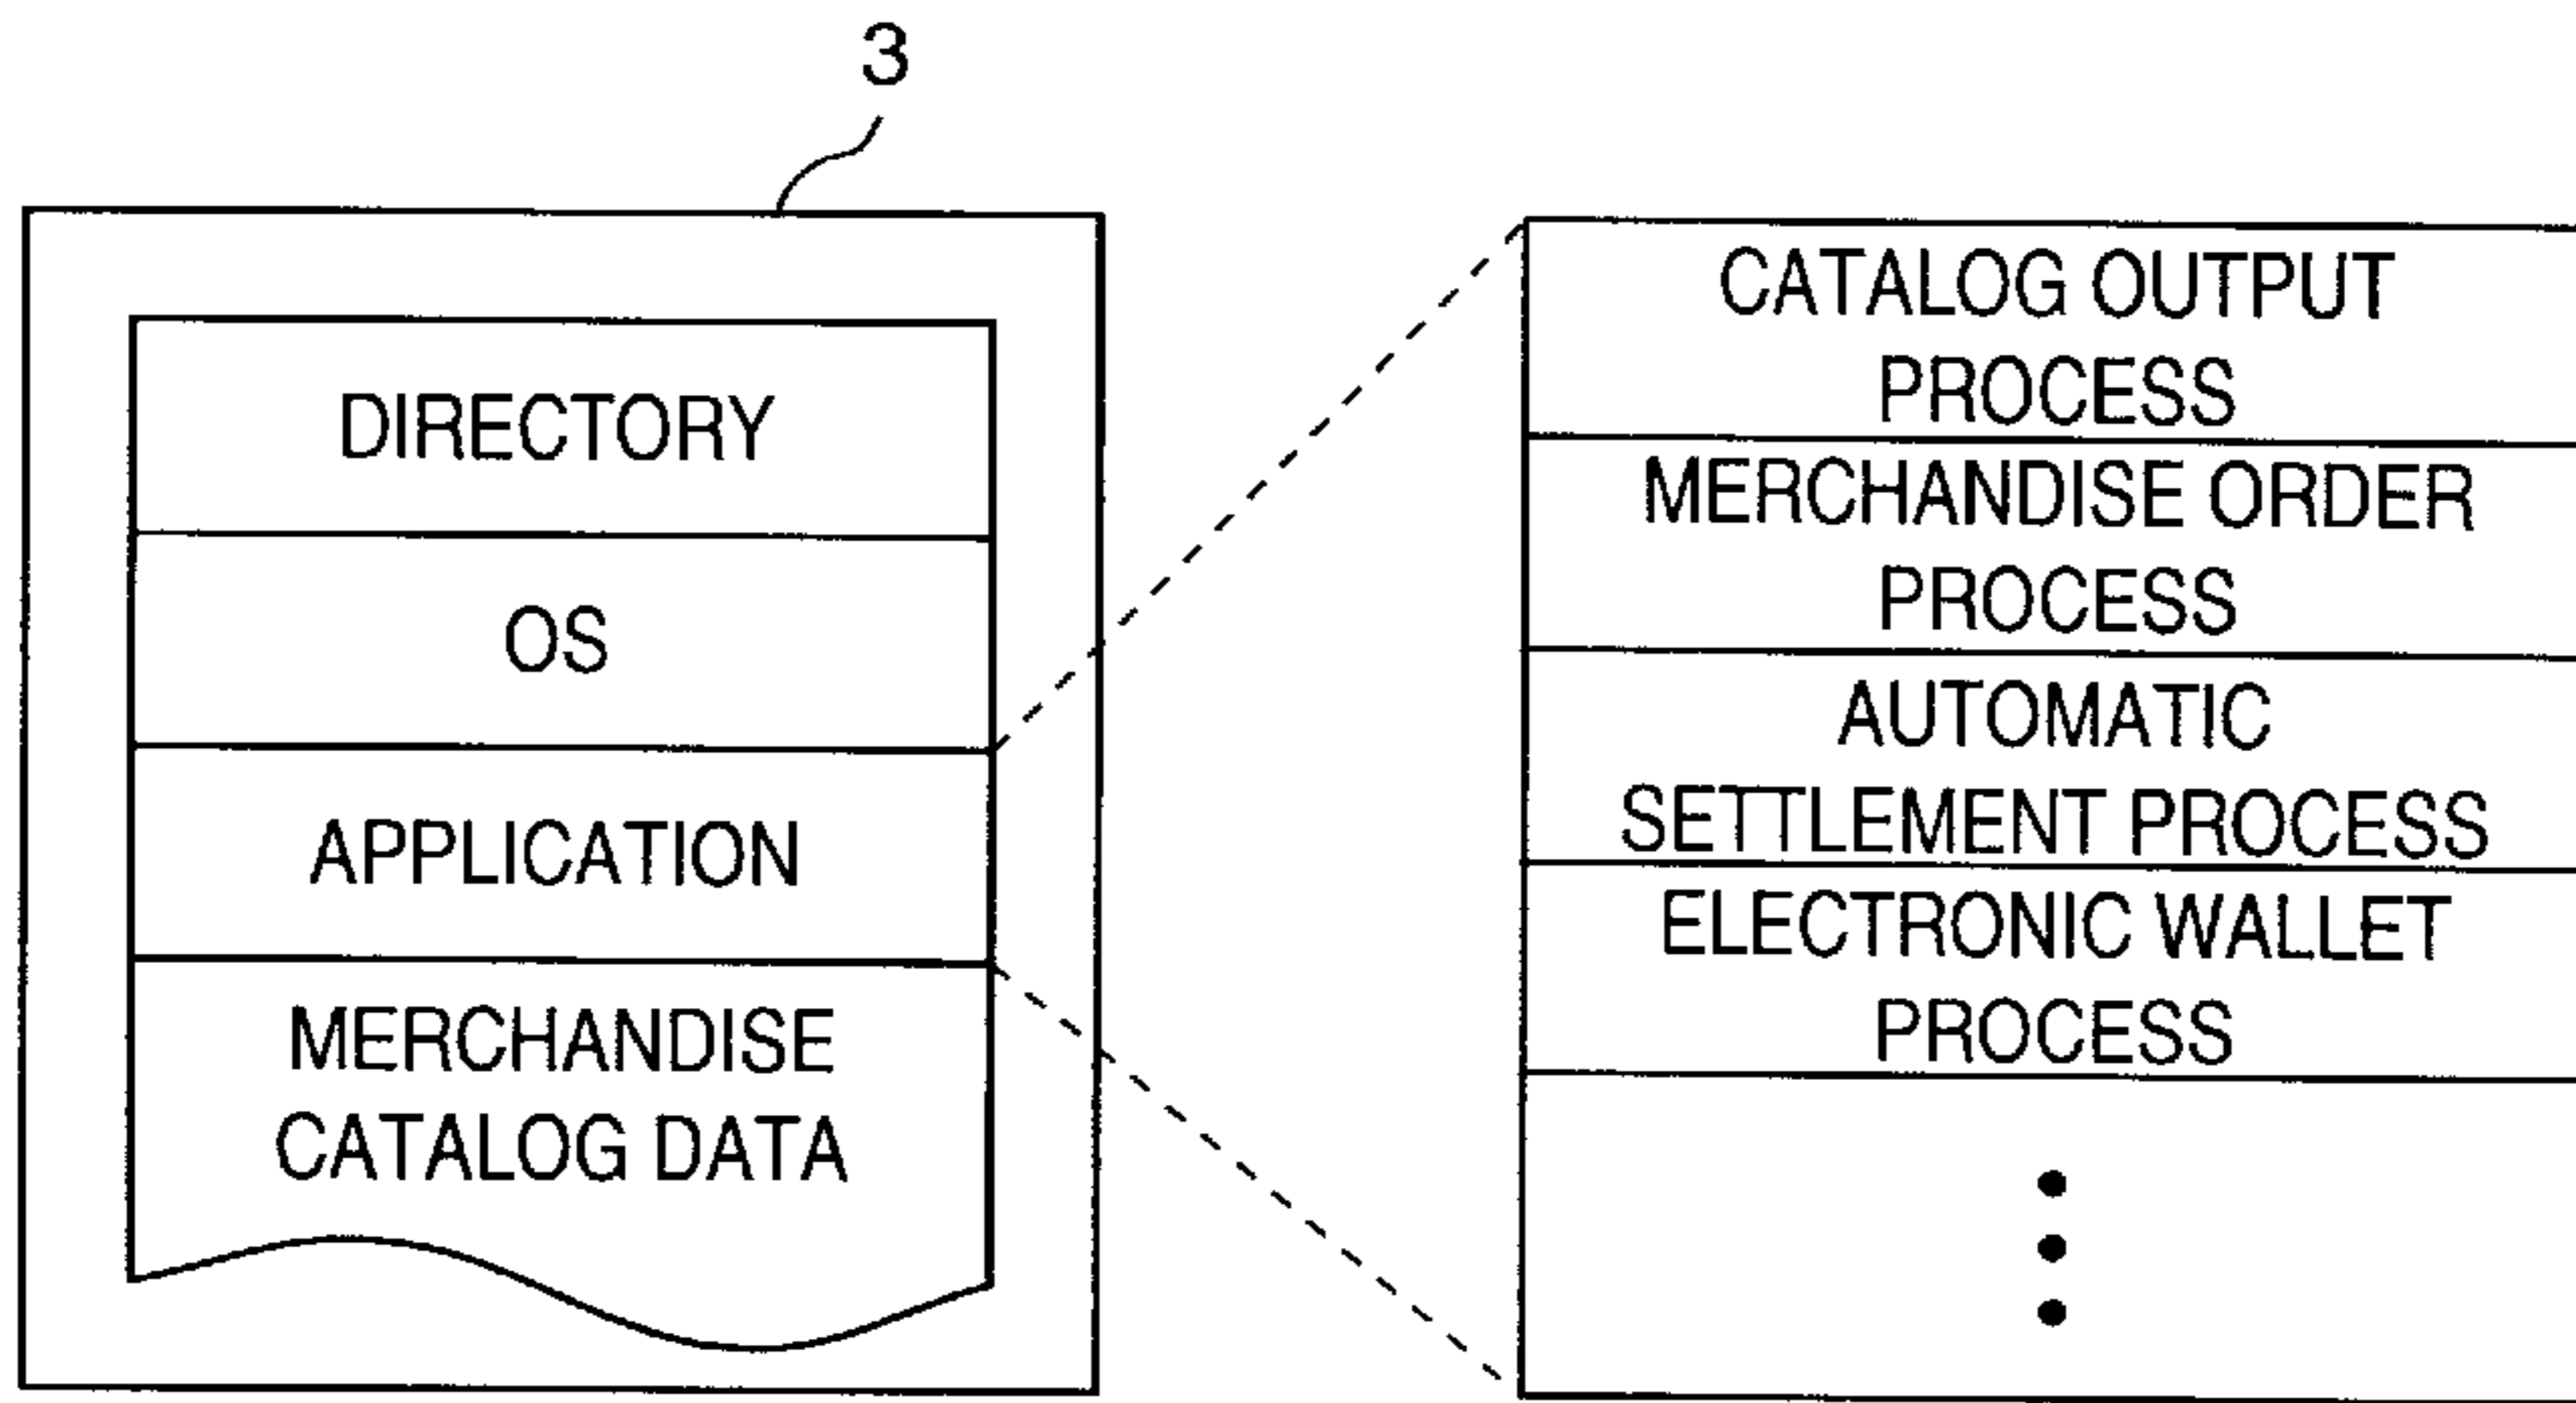 3
DIRECTORY
OS
APPLICATION
MERCHANDISE
CATALOG DATA
CATALOG OUTPUT
PROCESS
MERCHANDISE ORDER
PROCESS
AUTOMATIC
SETTLEMENT PROCESS
ELECTRONIC WALLET
PROCESS